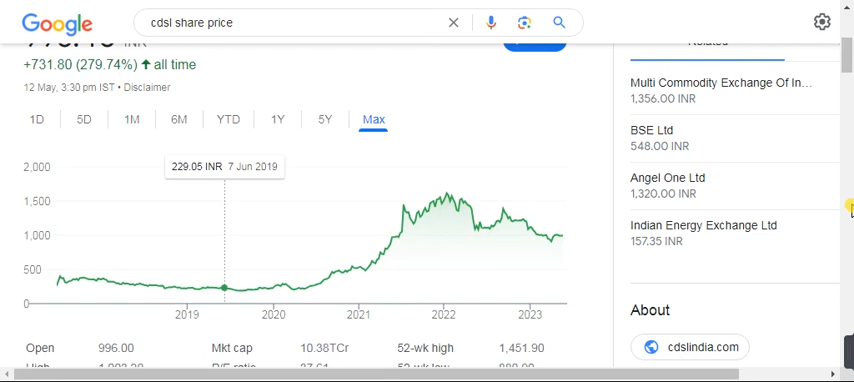 Google
cdsl share price
+731.80 (279.74%) ↑ all time
12 May, 3:30 pm IST • Disclaimer
1D 5D 1M 6M YTD 1Y 5Y Max
229.05 INR 7 Jun 2019
2,000
1,500
1,000
500
0
2019 2020 2021 2022 2023
Open 996.00 Mkt cap 10.38TCr 52-wk high 1,451.90
Related
Multi Commodity Exchange Of In...
1,356.00 INR
BSE Ltd
548.00 INR
Angel One Ltd
1,320.00 INR
Indian Energy Exchange Ltd
157.35 INR
About
cdslindia.com